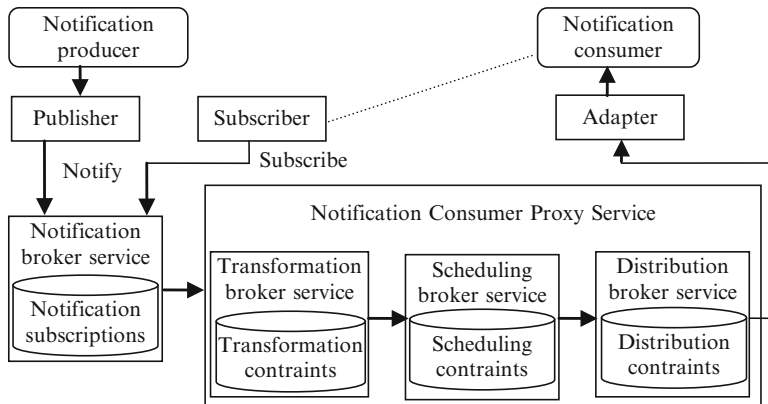 Notification
producer
Notification
consumer
Publisher
Subscriber
Adapter
Notify
Subscribe
Notification Consumer Proxy Service
Notification
broker service
Notification
subscriptions
Transformation
broker service
Transformation
contraints
Scheduling
broker service
Scheduling
contraints
Distribution
broker service
Distribution
contraints